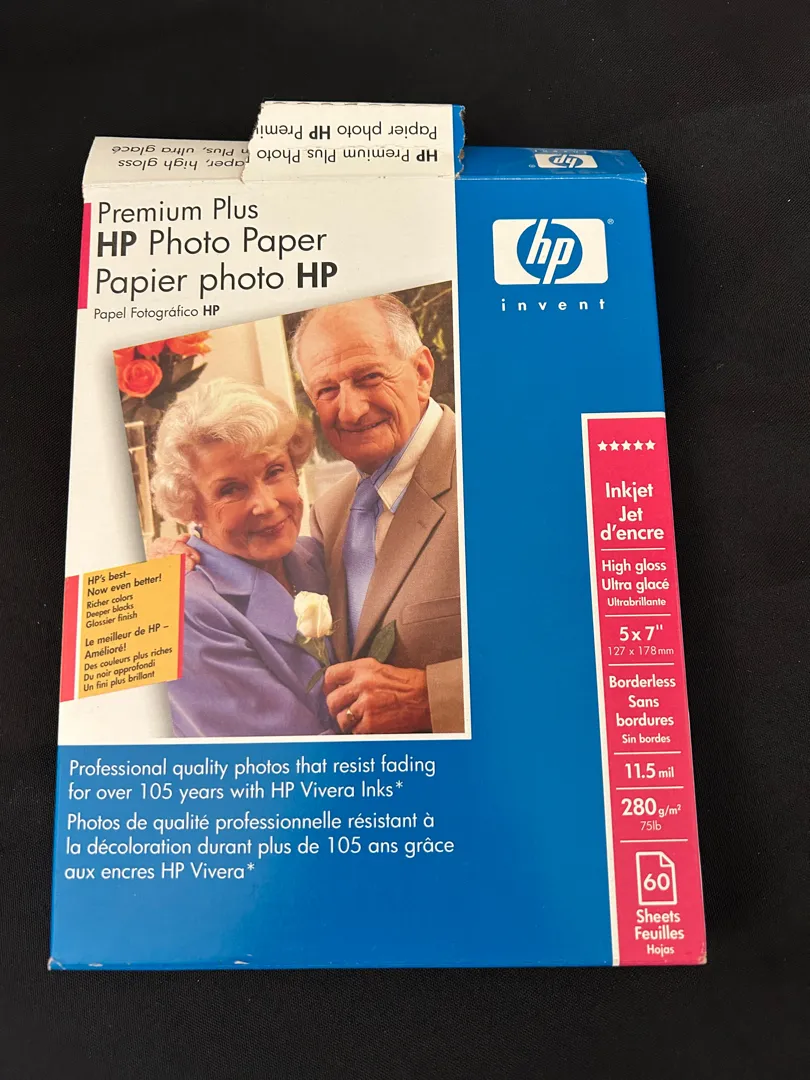 Papier photo HP Premiu
HP Premium Plus Photo
n Plus, ultra glacé
paper, high gloss
hp
Premium Plus
HP Photo Paper
Papier photo HP
Papel Fotográfico HP
hp®
invent
HP's best–
Now even better!
Richer colors
Deeper blacks
Glossier finish
Le meilleur de HP –
Amélioré!
Des couleurs plus riches
Du noir approfondi
Un fini plus brillant
Inkjet
Jet
d'encre
High gloss
Ultra glacé
Ultrabrillante
5 x 7"
127 x 178 mm
Borderless
Sans
bordures
Sin bordes
11.5 mil
280 g/m²
75lb
60
Sheets
Feuilles
Hojas
Professional quality photos that resist fading
for over 105 years with HP Vivera Inks*
Photos de qualité professionnelle résistant à
la décoloration durant plus de 105 ans grâce
aux encres HP Vivera*